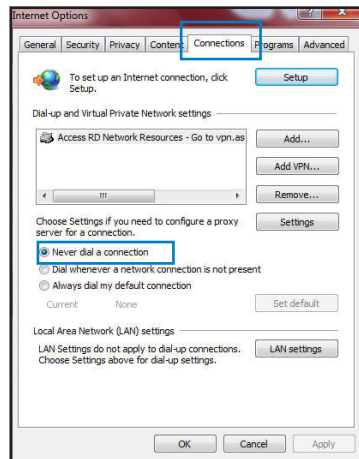 Internet Options
General Security Privacy Content Connections Programs Advanced
To set up an Internet connection, click Setup.
Setup
Dial-up and Virtual Private Network settings
Access RD Network Resources - Go to vpn.as
Add...
Add VPN...
Remove...
Choose Settings if you need to configure a proxy
server for a connection.
Settings
Never dial a connection
Dial whenever a network connection is not present
Always dial my default connection
Current None
Set default
Local Area Network (LAN) settings
LAN Settings do not apply to dial-up connections.
Choose Settings above for dial-up settings.
LAN settings
OK Cancel Apply